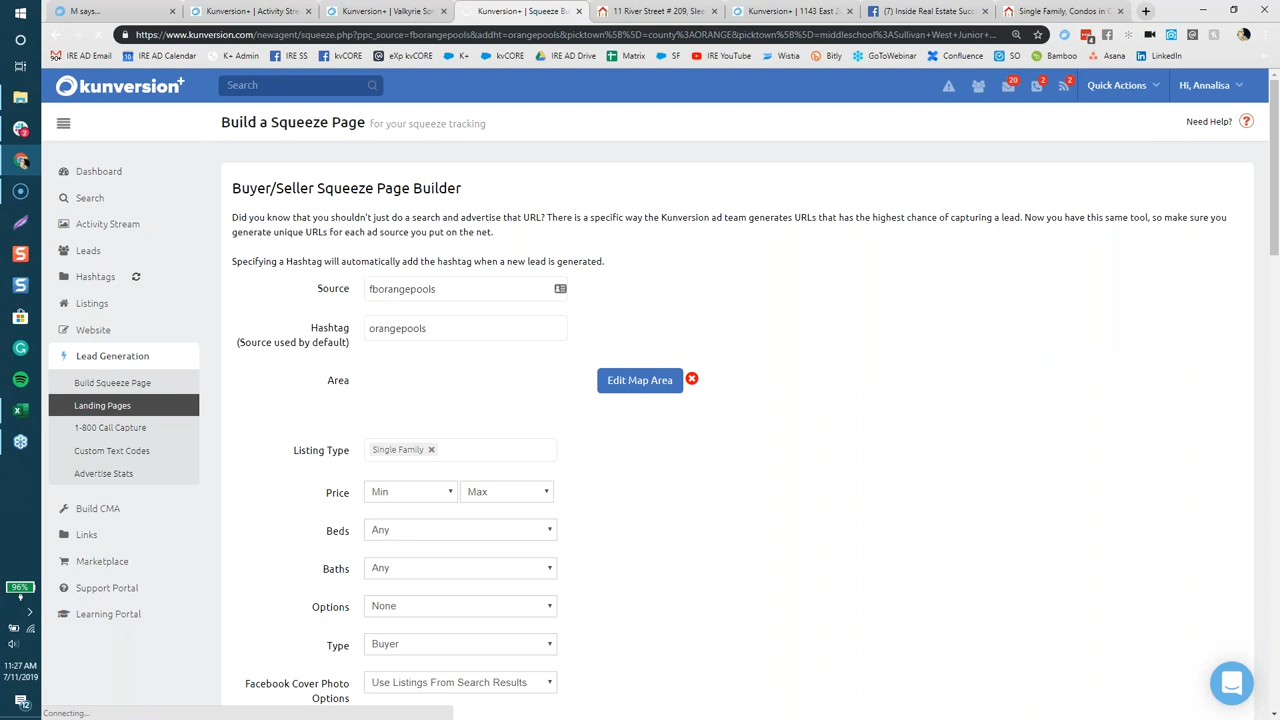 M says...
Kunversion+ | Activity Stre
Kunversion+ | Valkyrie So
Kunversion+ | Squeeze Bu
11 River Street # 209, Slee
Kunversion+ | 1143 East 2
(7) Inside Real Estate Succ
Single Family, Condos in C
https://www.kunversion.com/newagent/squeeze.php?ppc_source=fborangepools&addht=orangepools&picktown%5B%5D=county%3AORANGE&picktown%5B%5D=middleschool%3ASullivan+West+Junior+...
IRE AD Email
IRE AD Calendar
K+ Admin
IRE SS
kvCORE
eXp kvCORE
K+
IRE AD Drive
Matrix
SF
IRE YouTube
Wistia
Bitly
GoToWebinar
Confluence
SO
Bamboo
Asana
LinkedIn
kunversion+
Search
20
2
2
Quick Actions
Hi, Annalisa
Build a Squeeze Page for your squeeze tracking
Need Help?
Dashboard
Search
Activity Stream
Leads
Hashtags
Listings
Website
Lead Generation
Build Squeeze Page
Landing Pages
1-800 Call Capture
Custom Text Codes
Advertise Stats
Build CMA
Links
Marketplace
Support Portal
Learning Portal
Buyer/Seller Squeeze Page Builder
Did you know that you shouldn't just do a search and advertise that URL? There is a specific way the Kunversion ad team generates URLs that has the highest chance of capturing a lead. Now you have this same tool, so make sure you
generate unique URLs for each ad source you put on the net.
Specifying a Hashtag will automatically add the hashtag when a new lead is generated.
Source
fborangepools
Hashtag
(Source used by default)
orangepools
Area
Edit Map Area
Listing Type
Single Family
Price
Min
Max
Beds
Any
Baths
Any
Options
None
Type
Buyer
Facebook Cover Photo
Options
Use Listings From Search Results
96%
11:27 AM
7/11/2019
12
Connecting...